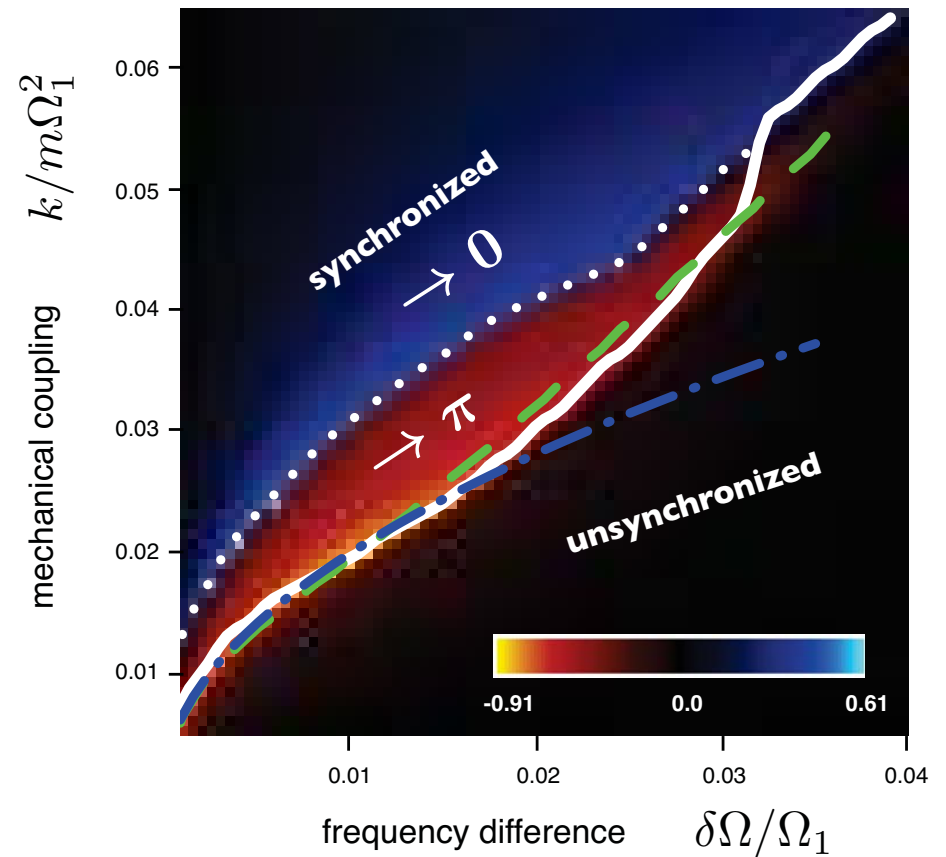 k/mΩ₁²
mechanical coupling
0.06
0.05
0.04
0.03
0.02
0.01
synchronized
→ 0
→ π
unsynchronized
-0.91 0.0 0.61
0.01 0.02 0.03 0.04
frequency difference δΩ/Ω₁